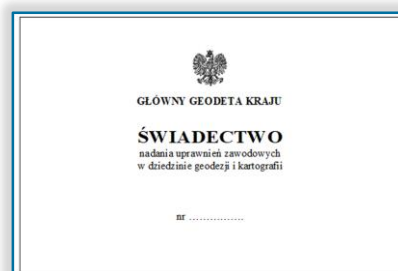 GŁÓWNY GEODETA KRAJU
ŚWIADECTWO
nadania uprawnień zawodowych
w dziedzinie geodezji i kartografii
nr ................